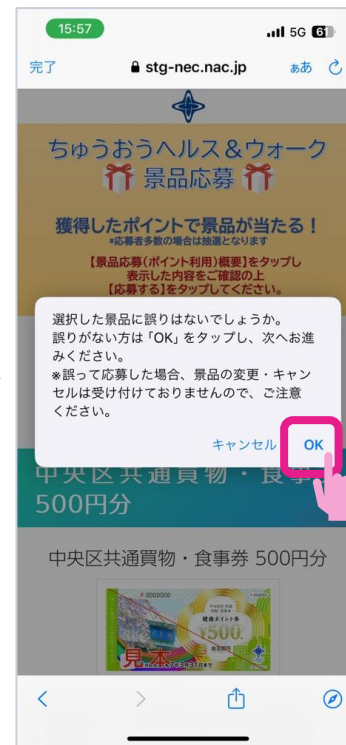 15:57
5G 61
完了
stg-nec.nac.jp
ぁあ
ちゅうおうヘルス＆ウォーク
景品応募
獲得したポイントで景品が当たる！
※応募者多数の場合は抽選となります
【景品応募（ポイント利用）概要】をタップし
表示した内容をご確認の上
【応募する】をタップしてください。
選択した景品に誤りはないでしょうか。
誤りがない方は「OK」をタップし、次へお進
みください。
※誤って応募した場合、景品の変更・キャン
セルは受け付けておりませんので、ご注意
ください。
キャンセル
OK
中央区共通買物・食事
500円分
中央区共通買物・食事券 500円分
0000000
健康ポイント券
¥500
見本